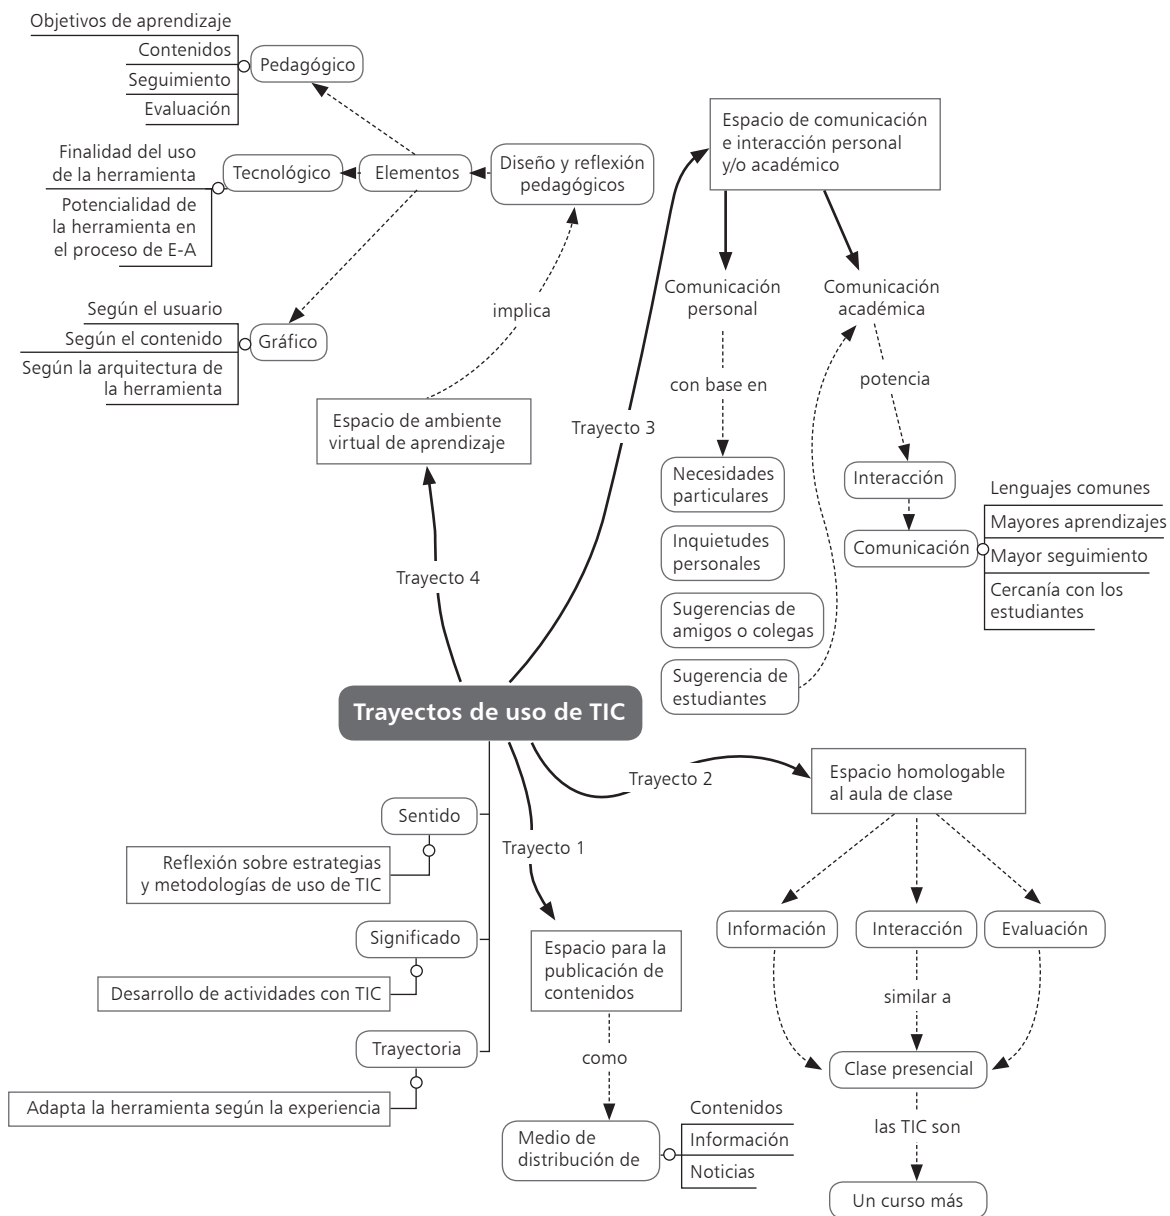 Objetivos de aprendizaje
Contenidos
Seguimiento
Evaluación
Pedagógico
Finalidad del uso
de la herramienta
Potencialidad de
la herramienta en
el proceso de E-A
Tecnológico
Elementos
Diseño y reflexión
pedagógicos
Según el usuario
Según el contenido
Según la arquitectura de
la herramienta
Gráfico
implica
Espacio de ambiente
virtual de aprendizaje
Trayecto 4
Espacio de comunicación
e interacción personal
y/o académico
Trayecto 3
Comunicación
personal
con base en
Necesidades
particulares
Inquietudes
personales
Sugerencias de
amigos o colegas
Sugerencia de
estudiantes
Comunicación
académica
potencia
Interacción
Comunicación
Lenguajes comunes
Mayores aprendizajes
Mayor seguimiento
Cercanía con los
estudiantes
Trayectos de uso de TIC
Sentido
Reflexión sobre estrategias
y metodologías de uso de TIC
Significado
Desarrollo de actividades con TIC
Trayectoria
Adapta la herramienta según la experiencia
Trayecto 1
Espacio para la
publicación de
contenidos
como
Medio de
distribución de
Contenidos
Información
Noticias
Trayecto 2
Espacio homologable
al aula de clase
Información
Interacción
Evaluación
similar a
Clase presencial
las TIC son
Un curso más